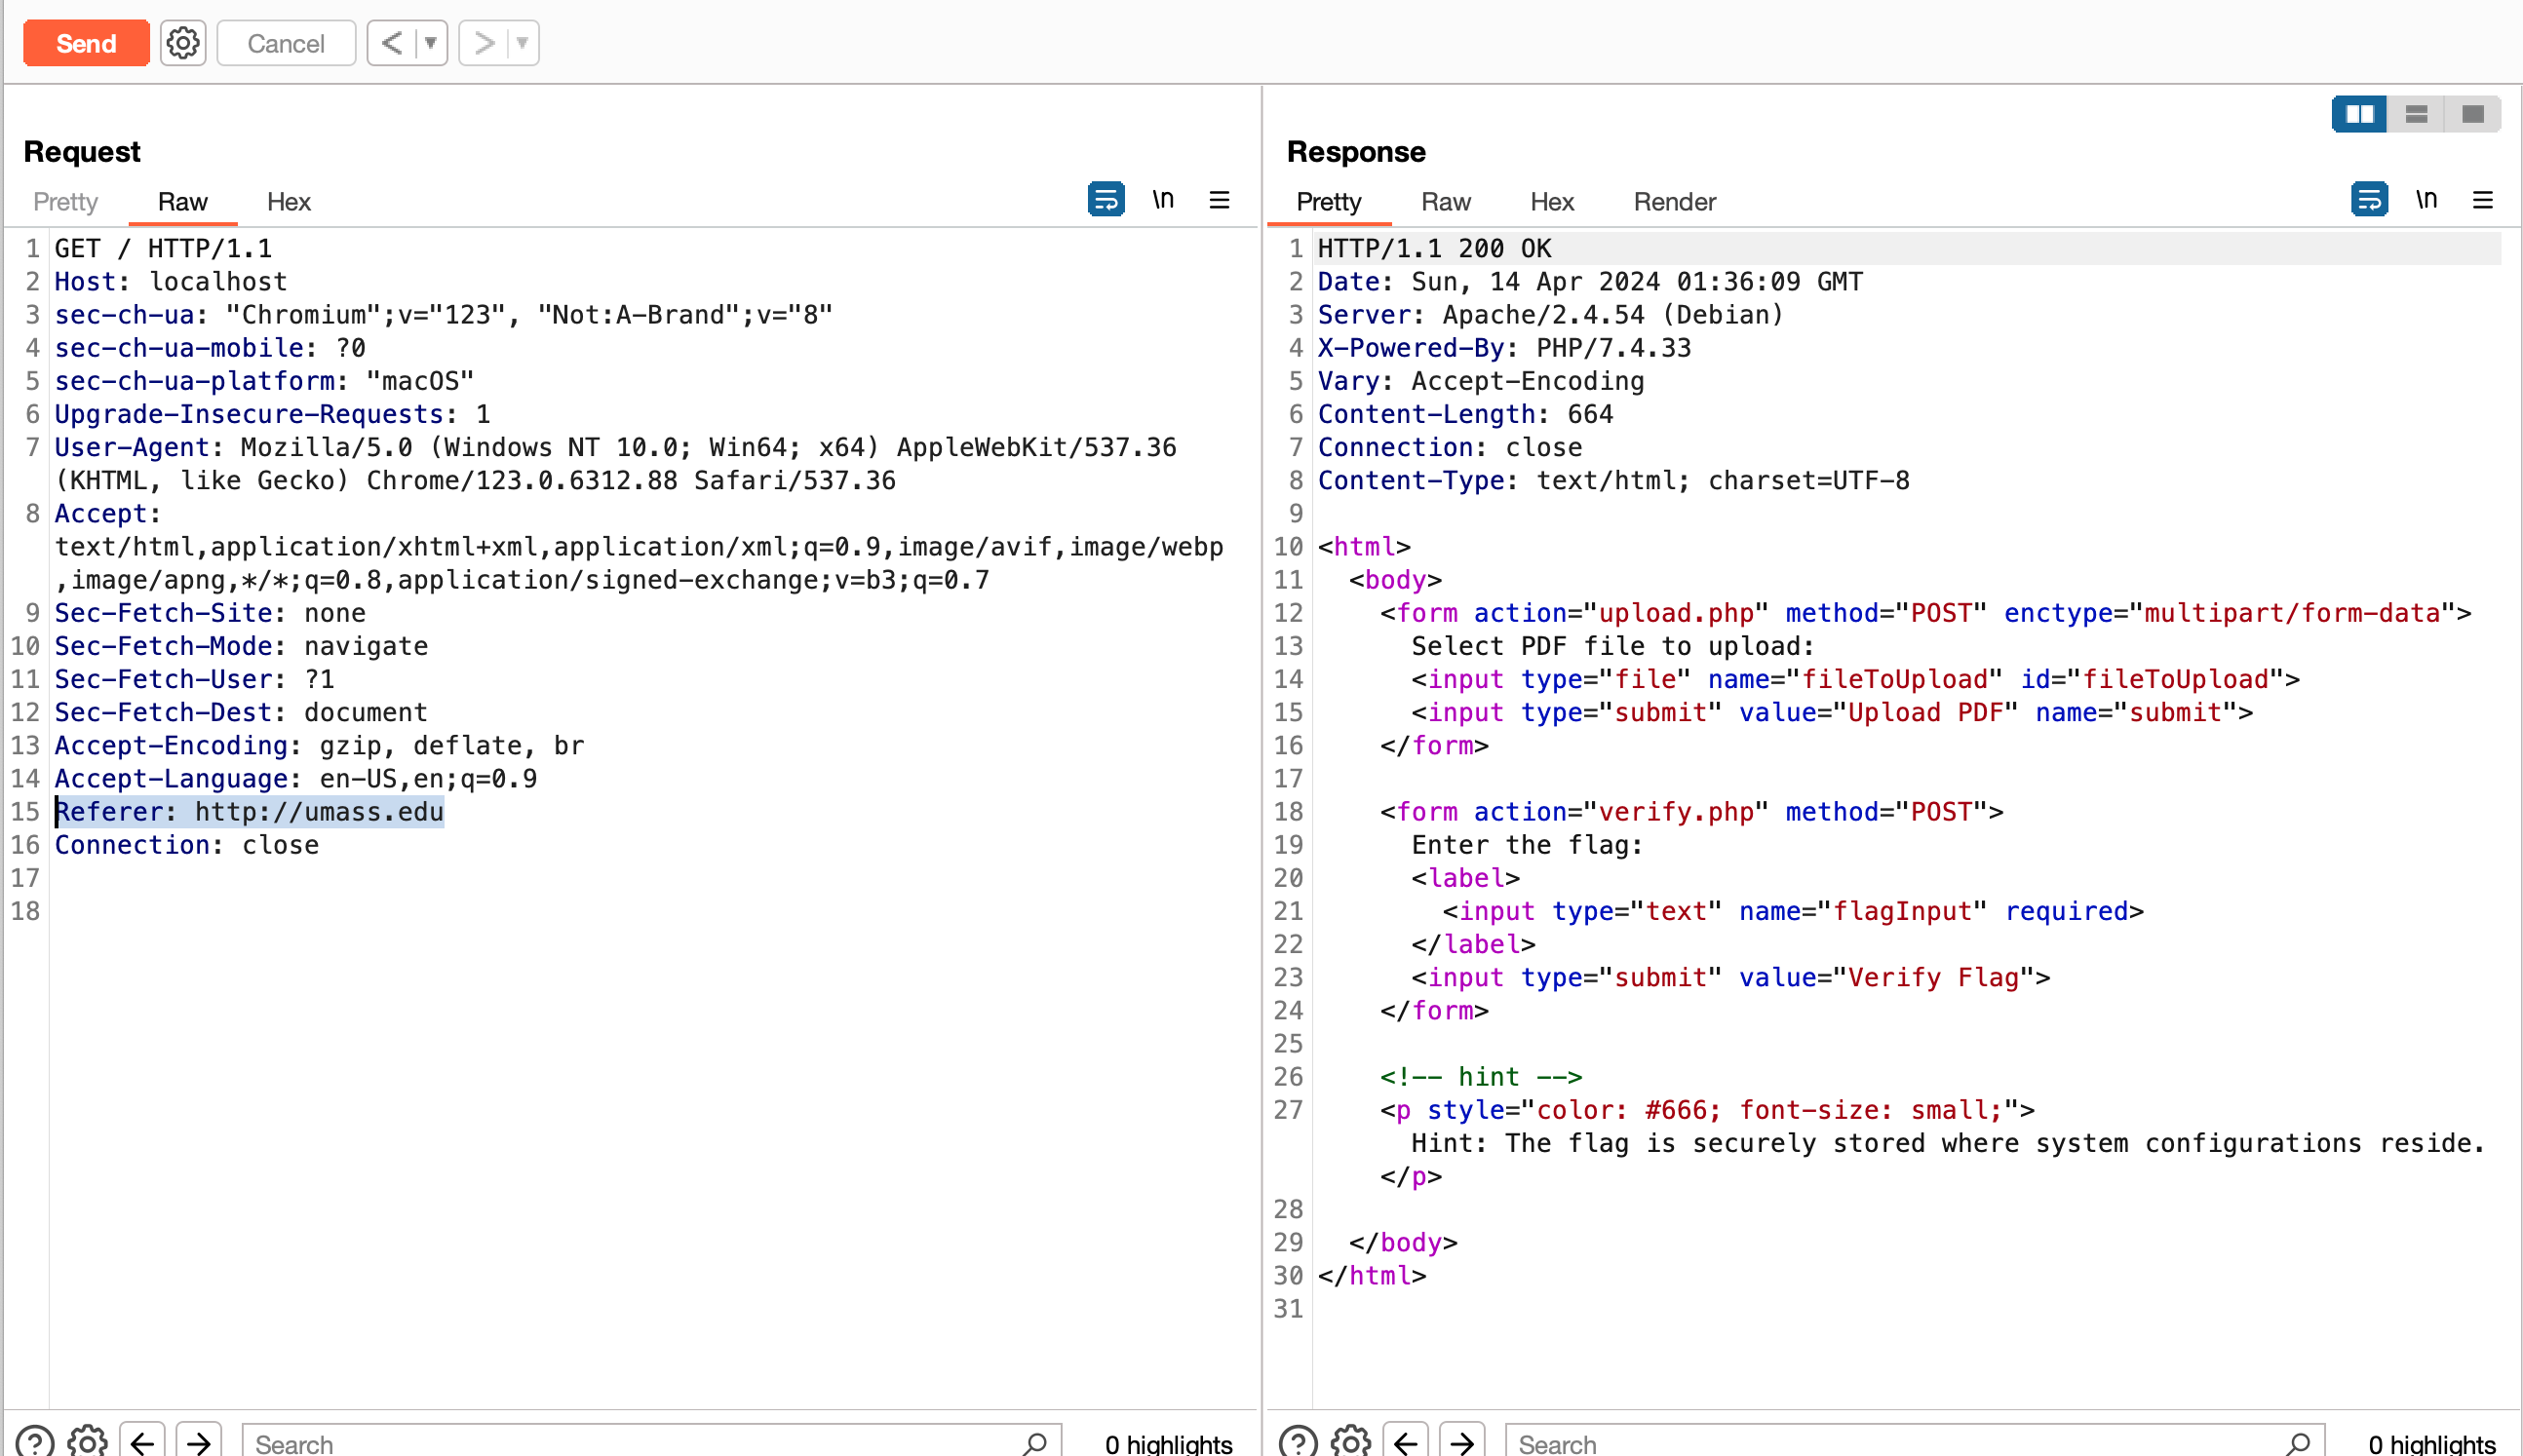 Send Cancel < ▼ > ▼
Request
Pretty Raw Hex \n
1 GET / HTTP/1.1
2 Host: localhost
3 sec-ch-ua: "Chromium";v="123", "Not:A-Brand";v="8"
4 sec-ch-ua-mobile: ?0
5 sec-ch-ua-platform: "macOS"
6 Upgrade-Insecure-Requests: 1
7 User-Agent: Mozilla/5.0 (Windows NT 10.0; Win64; x64) AppleWebKit/537.36
(KHTML, like Gecko) Chrome/123.0.6312.88 Safari/537.36
8 Accept:
text/html,application/xhtml+xml,application/xml;q=0.9,image/avif,image/webp
,image/apng,*/*;q=0.8,application/signed-exchange;v=b3;q=0.7
9 Sec-Fetch-Site: none
10 Sec-Fetch-Mode: navigate
11 Sec-Fetch-User: ?1
12 Sec-Fetch-Dest: document
13 Accept-Encoding: gzip, deflate, br
14 Accept-Language: en-US,en;q=0.9
15 Referer: http://umass.edu
16 Connection: close
17
18
Search 0 highlights
Response
Pretty Raw Hex Render \n
1 HTTP/1.1 200 OK
2 Date: Sun, 14 Apr 2024 01:36:09 GMT
3 Server: Apache/2.4.54 (Debian)
4 X-Powered-By: PHP/7.4.33
5 Vary: Accept-Encoding
6 Content-Length: 664
7 Connection: close
8 Content-Type: text/html; charset=UTF-8
9
10 <html>
11 <body>
12 <form action="upload.php" method="POST" enctype="multipart/form-data">
13 Select PDF file to upload:
14 <input type="file" name="fileToUpload" id="fileToUpload">
15 <input type="submit" value="Upload PDF" name="submit">
16 </form>
17
18 <form action="verify.php" method="POST">
19 Enter the flag:
20 <label>
21 <input type="text" name="flagInput" required>
22 </label>
23 <input type="submit" value="Verify Flag">
24 </form>
25
26 <!-- hint -->
27 <p style="color: #666; font-size: small;">
Hint: The flag is securely stored where system configurations reside.
</p>
28
29 </body>
30 </html>
31
Search 0 highlights